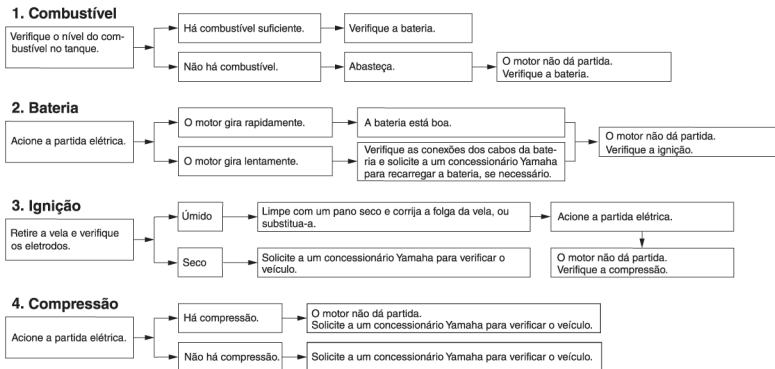 1. Combustível
Verifique o nível do com-
bustível no tanque.
Há combustível suficiente.
Verifique a bateria.
Não há combustível.
Abasteça.
O motor não dá partida.
Verifique a bateria.
2. Bateria
Acione a partida elétrica.
O motor gira rapidamente.
A bateria está boa.
O motor gira lentamente.
Verifique as conexões dos cabos da bate-
ria e solicite a um concessionário Yamaha
para recarregar a bateria, se necessário.
O motor não dá partida.
Verifique a ignição.
3. Ignição
Retire a vela e verifique
os eletrodos.
Úmido
Limpe com um pano seco e corrija a folga da vela, ou
substitua-a.
Acione a partida elétrica.
Seco
Solicite a um concessionário Yamaha para verificar o
veículo.
O motor não dá partida.
Verifique a compressão.
4. Compressão
Acione a partida elétrica.
Há compressão.
O motor não dá partida.
Solicite a um concessionário Yamaha para verificar o veículo.
Não há compressão.
Solicite a um concessionário Yamaha para verificar o veículo.